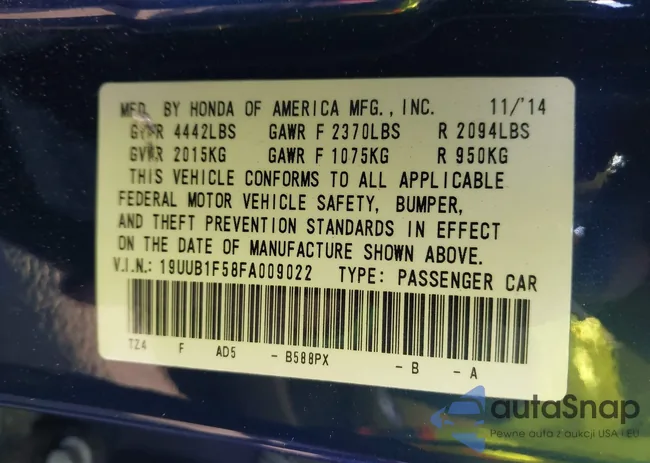 MFD. BY HONDA OF AMERICA MFG., INC. 11/'14
GVWR 4442LBS GAWR F 2370LBS R 2094LBS
GVWR 2015KG GAWR F 1075KG R 950KG
THIS VEHICLE CONFORMS TO ALL APPLICABLE
FEDERAL MOTOR VEHICLE SAFETY, BUMPER,
AND THEFT PREVENTION STANDARDS IN EFFECT
ON THE DATE OF MANUFACTURE SHOWN ABOVE.
V.I.N.: 19UUB1F58FA009022 TYPE: PASSENGER CAR
TZ4 F AD5 - B588PX - B - A
autaSnap
Pewne auta z aukcji USA i EU